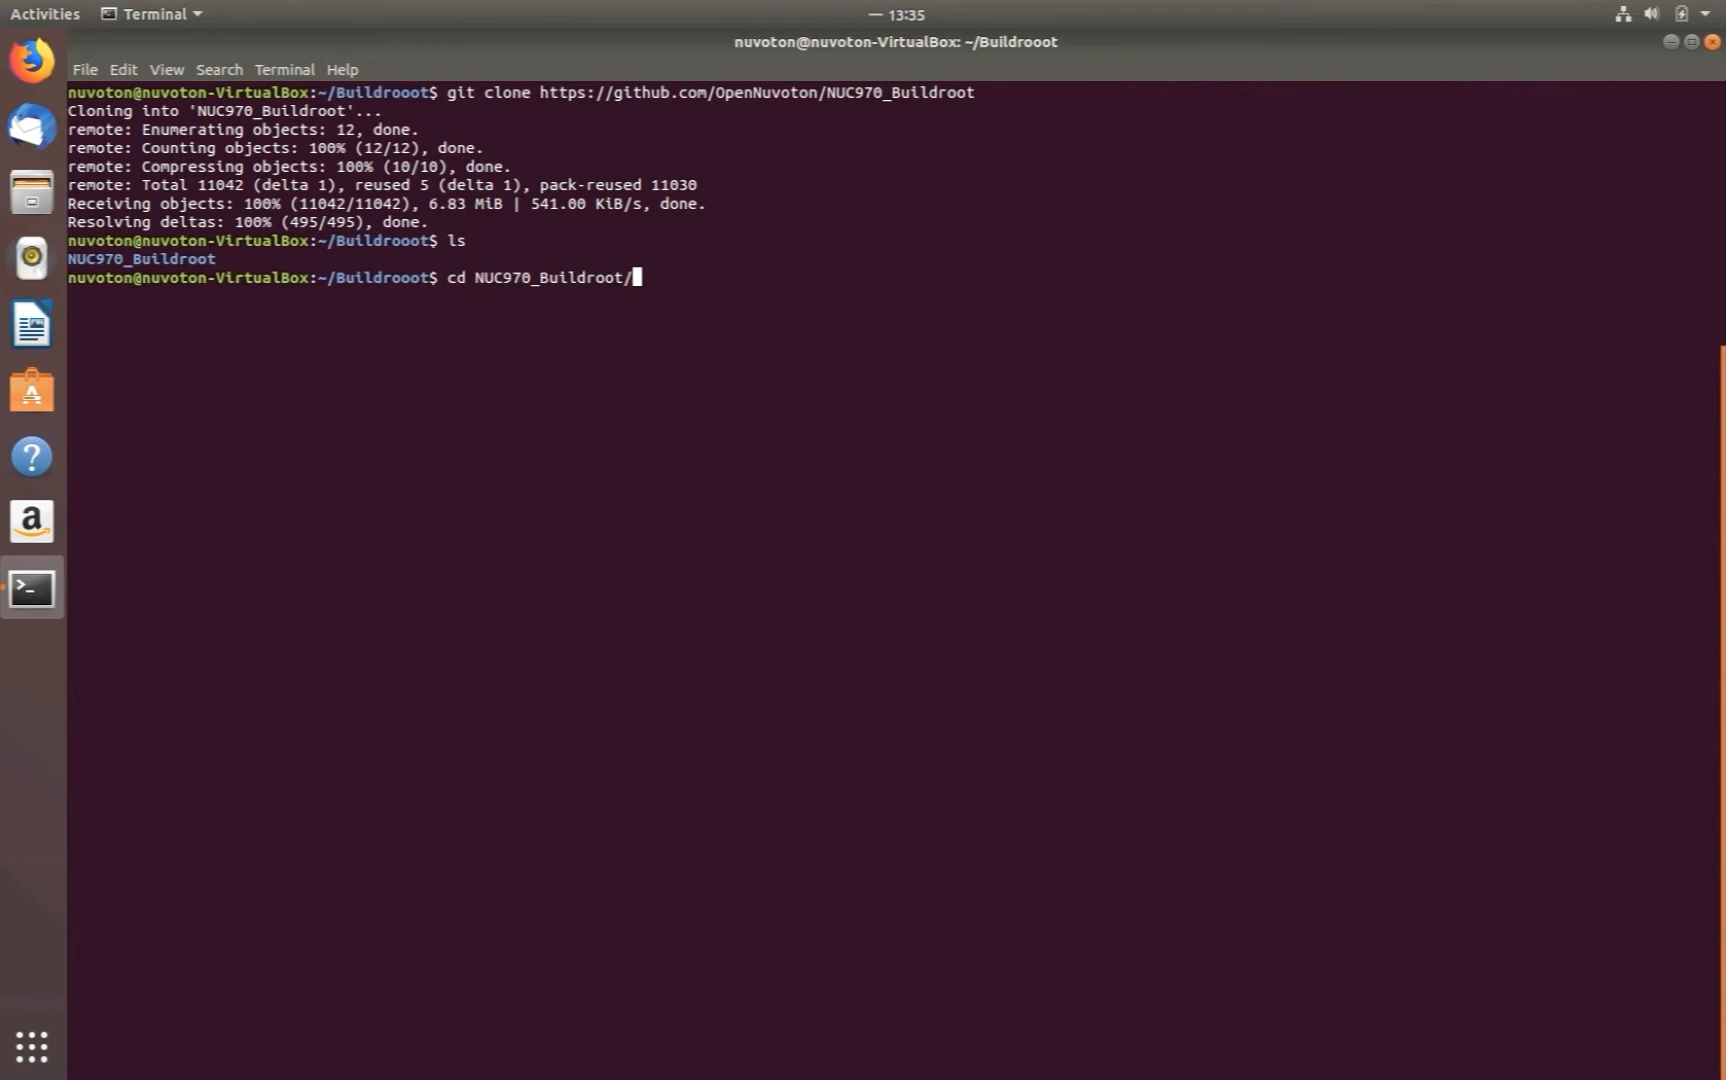 Activities Terminal 13:35
nuvoton@nuvoton-VirtualBox: ~/Buildrooot
File Edit View Search Terminal Help
nuvoton@nuvoton-VirtualBox:~/Buildrooot$ git clone https://github.com/OpenNuvoton/NUC970_Buildroot
Cloning into 'NUC970_Buildroot'...
remote: Enumerating objects: 12, done.
remote: Counting objects: 100% (12/12), done.
remote: Compressing objects: 100% (10/10), done.
remote: Total 11042 (delta 1), reused 5 (delta 1), pack-reused 11030
Receiving objects: 100% (11042/11042), 6.83 MiB | 541.00 KiB/s, done.
Resolving deltas: 100% (495/495), done.
nuvoton@nuvoton-VirtualBox:~/Buildrooot$ ls
NUC970_Buildroot
nuvoton@nuvoton-VirtualBox:~/Buildrooot$ cd NUC970_Buildroot/